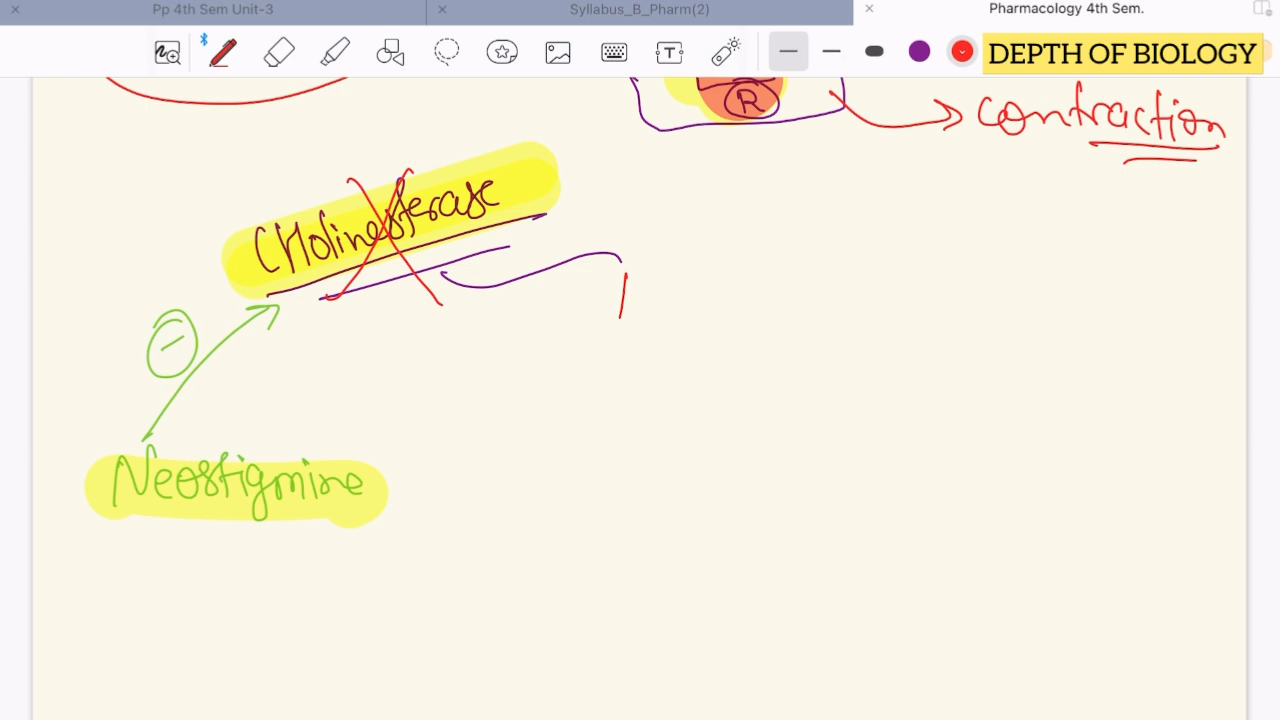 Pp 4th Sem Unit-3
Syllabus_B_Pharm(2)
Pharmacology 4th Sem.
T
DEPTH OF BIOLOGY
R
contraction
CHolinesterase
Neostigmine